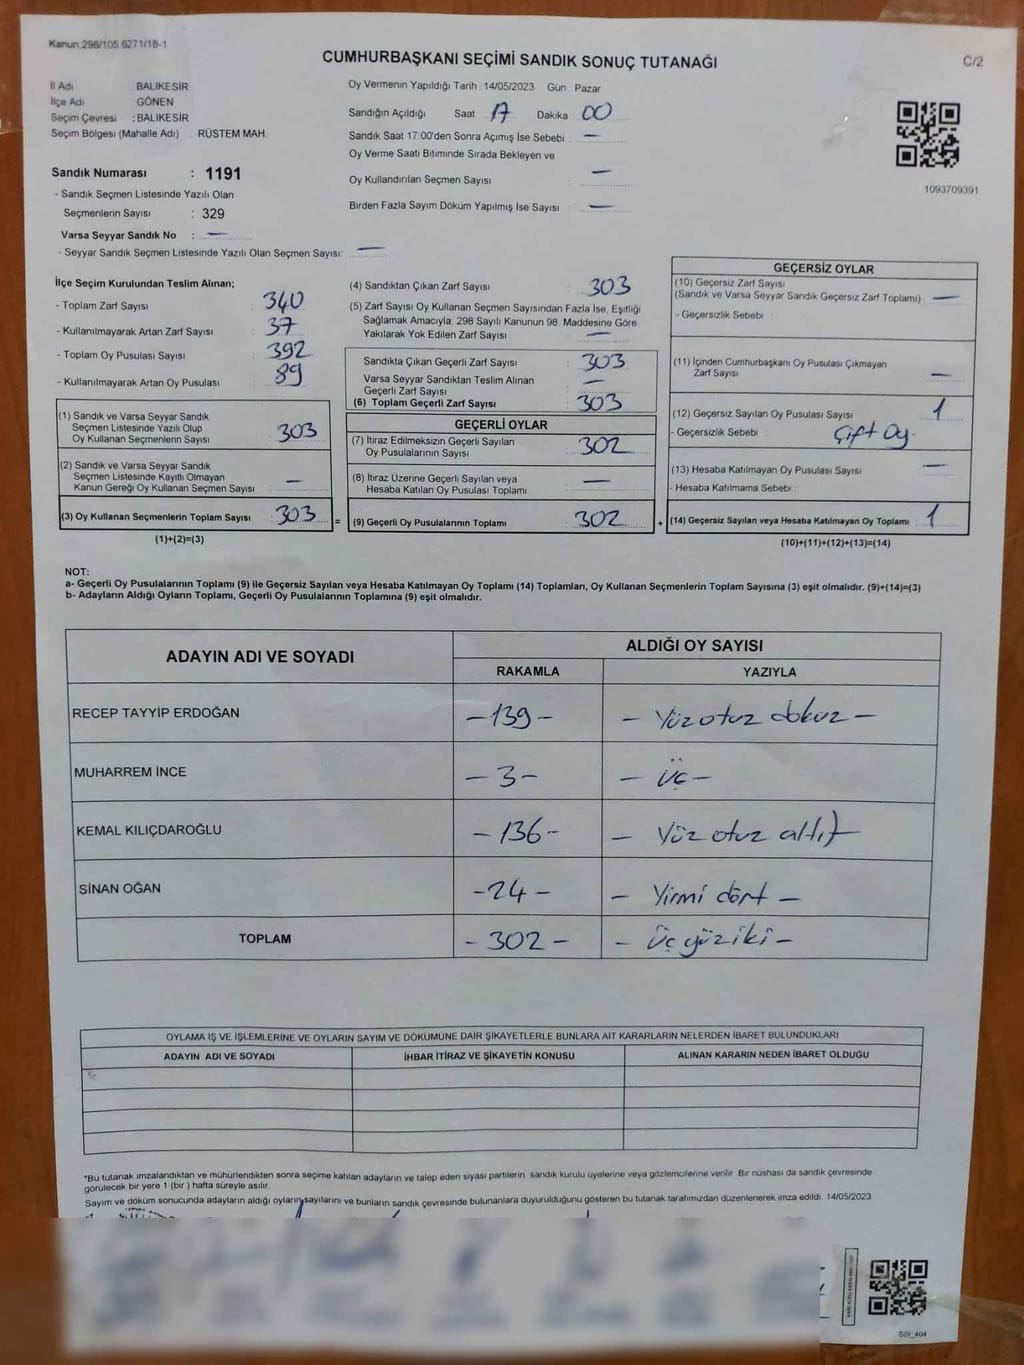 Kanun:298/105 6271/18-1
CUMHURBAŞKANI SEÇİMİ SANDIK SONUÇ TUTANAĞI
C/2
İl Adı BALIKESİR
İlçe Adı GÖNEN
Seçim Çevresi : BALIKESİR
Seçim Bölgesi (Mahalle Adı) : RÜSTEM MAH.
Sandık Numarası : 1191
- Sandık Seçmen Listesinde Yazılı Olan
Seçmenlerin Sayısı : 329
Varsa Seyyar Sandık No : —
- Seyyar Sandık Seçmen Listesinde Yazılı Olan Seçmen Sayısı: —
Oy Vermenin Yapıldığı Tarih : 14/05/2023 Gün : Pazar
Sandığın Açıldığı Saat 17 Dakika 00
Sandık Saat 17:00'den Sonra Açımış İse Sebebi : —
Oy Verme Saati Bitiminde Sırada Bekleyen ve
Oy Kullandırılan Seçmen Sayısı : —
Birden Fazla Sayım Döküm Yapılmış İse Sayısı : —
1093709391
İlçe Seçim Kurulundan Teslim Alınan;
- Toplam Zarf Sayısı : 340
- Kullanılmayarak Artan Zarf Sayısı : 37
- Toplam Oy Pusulası Sayısı : 392
- Kullanılmayarak Artan Oy Pusulası : 89
(1) Sandık ve Varsa Seyyar Sandık
Seçmen Listesinde Yazılı Olup
Oy Kullanan Seçmenlerin Sayısı : 303
(2) Sandık ve Varsa Seyyar Sandık
Seçmen Listesinde Kayıtlı Olmayan
Kanun Gereği Oy Kullanan Seçmen Sayısı : —
(3) Oy Kullanan Seçmenlerin Toplam Sayısı : 303
(1)+(2)=(3)
(4) Sandıktan Çıkan Zarf Sayısı : 303
(5) Zarf Sayısı Oy Kullanan Seçmen Sayısından Fazla İse, Eşitliği
Sağlamak Amacıyla; 298 Sayılı Kanunun 98. Maddesine Göre
Yakılarak Yok Edilen Zarf Sayısı : —
Sandıkta Çıkan Geçerli Zarf Sayısı : 303
Varsa Seyyar Sandıktan Teslim Alınan
Geçerli Zarf Sayısı : —
(6) Toplam Geçerli Zarf Sayısı : 303
GEÇERLİ OYLAR
(7) İtiraz Edilmeksizin Geçerli Sayılan
Oy Pusulalarının Sayısı : 302
(8) İtiraz Üzerine Geçerli Sayılan veya
Hesaba Katılan Oy Pusulası Toplamı : —
= (9) Geçerli Oy Pusulalarının Toplamı : 302
GEÇERSİZ OYLAR
(10) Geçersiz Zarf Sayısı
(Sandık ve Varsa Seyyar Sandık Geçersiz Zarf Toplamı) : —
- Geçersizlik Sebebi :
(11) İçinden Cumhurbaşkanı Oy Pusulası Çıkmayan
Zarf Sayısı : —
(12) Geçersiz Sayılan Oy Pusulası Sayısı : 1
- Geçersizlik Sebebi : Çift Oy.
(13) Hesaba Katılmayan Oy Pusulası Sayısı : —
- Hesaba Katılmama Sebebi :
+ (14) Geçersiz Sayılan veya Hesaba Katılmayan Oy Toplamı : 1
(10)+(11)+(12)+(13)=(14)
NOT:
a- Geçerli Oy Pusulalarının Toplamı (9) ile Geçersiz Sayılan veya Hesaba Katılmayan Oy Toplamı (14) Toplamları, Oy Kullanan Seçmenlerin Toplam Sayısına (3) eşit olmalıdır. (9)+(14)=(3)
b- Adayların Aldığı Oyların Toplamı, Geçerli Oy Pusulalarının Toplamına (9) eşit olmalıdır.
ADAYIN ADI VE SOYADI ALDIĞI OY SAYISI
RAKAMLA YAZIYLA
RECEP TAYYİP ERDOĞAN -139- - Yüz otuz dokuz -
MUHARREM İNCE -3- - Üç -
KEMAL KILIÇDAROĞLU -136- - Yüz otuz altı -
SİNAN OĞAN -24- - Yirmi dört -
TOPLAM -302- - Üç yüz iki -
OYLAMA İŞ VE İŞLEMLERİNE VE OYLARIN SAYIM VE DÖKÜMÜNE DAİR ŞİKAYETLERLE BUNLARA AİT KARARLARIN NELERDEN İBARET BULUNDUKLARI
ADAYIN ADI VE SOYADI İHBAR İTİRAZ VE ŞİKAYETİN KONUSU ALINAN KARARIN NEDEN İBARET OLDUĞU
*Bu tutanak imzalandıktan ve mühürlendikten sonra seçime katılan adayların ve talep eden siyasi partilerin sandık kurulu üyelerine veya gözlemcilerine verilir. Bir nüshası da sandık çevresinde
görülecek bir yere 1 (bir ) hafta süreyle asılır.
Sayım ve döküm sonucunda adayların aldığı oyların sayılarını ve bunların sandık çevresinde bulunanlara duyurulduğunu gösteren bu tutanak tarafımızdan düzenlenerek imza edildi. 14/05/2023
SSI_404